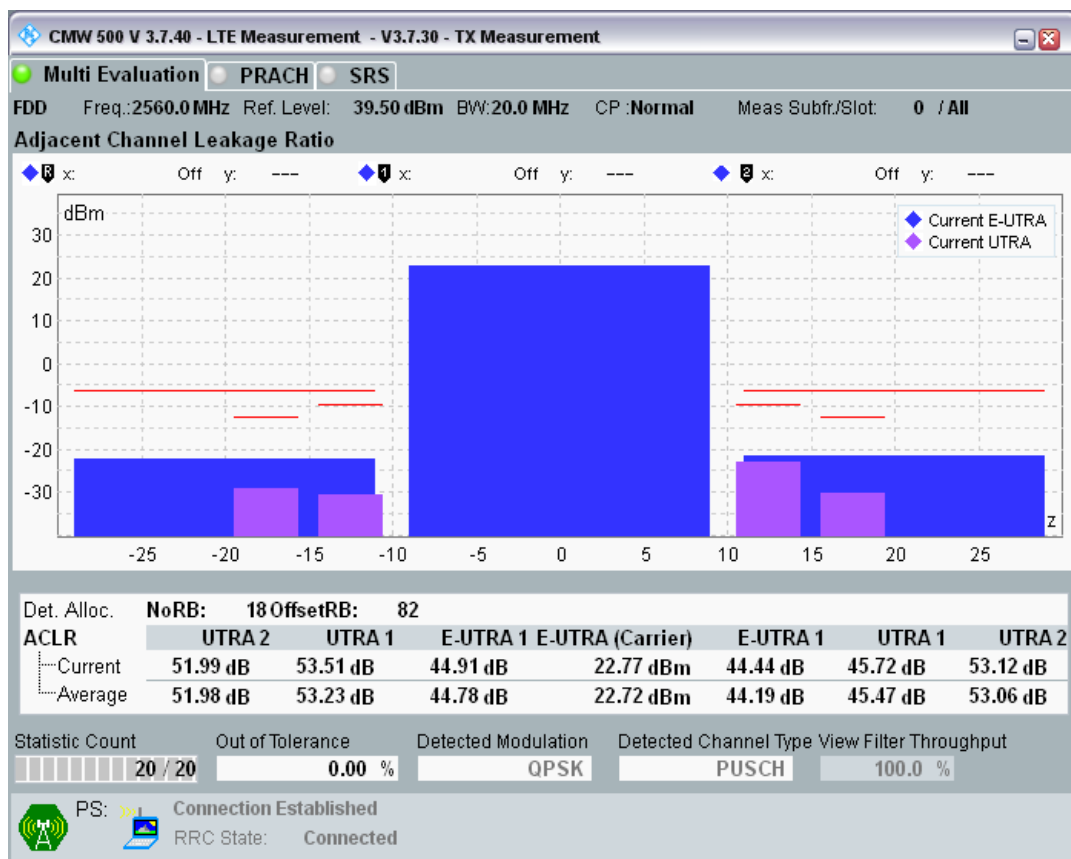 CMW 500 V 3.7.40 - LTE Measurement - V3.7.30 - TX Measurement
Multi Evaluation PRACH SRS
FDD Freq.:2560.0 MHz Ref. Level: 39.50 dBm BW:20.0 MHz CP :Normal Meas Subfr./Slot: 0 / All
Adjacent Channel Leakage Ratio
R x: Off y: --- 1 x: Off y: --- 2 x: Off y: ---
dBm
Current E-UTRA
Current UTRA
30
20
10
0
-10
-20
-30
z
-25 -20 -15 -10 -5 0 5 10 15 20 25
Det. Alloc. NoRB: 18 OffsetRB: 82
ACLR UTRA 2 UTRA 1 E-UTRA 1 E-UTRA (Carrier) E-UTRA 1 UTRA 1 UTRA 2
Current 51.99 dB 53.51 dB 44.91 dB 22.77 dBm 44.44 dB 45.72 dB 53.12 dB
Average 51.98 dB 53.23 dB 44.78 dB 22.72 dBm 44.19 dB 45.47 dB 53.06 dB
Statistic Count Out of Tolerance Detected Modulation Detected Channel Type View Filter Throughput
20 / 20 0.00 % QPSK PUSCH 100.0 %
PS: Connection Established
RRC State: Connected